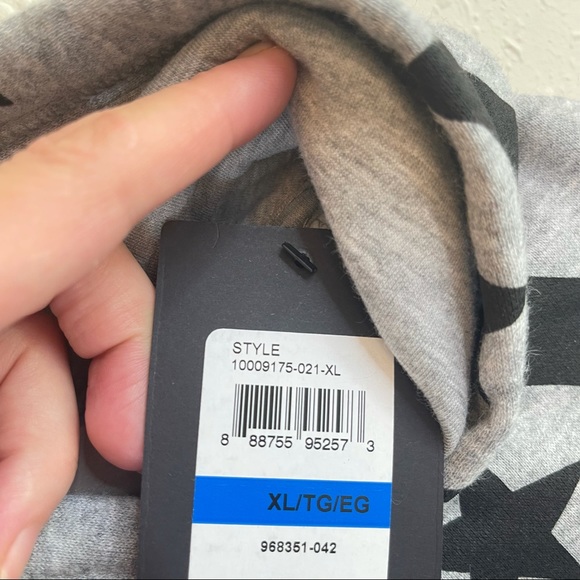 STYLE
10009175-021-XL
8 88755 95257 3
XL/TG/EG
968351-042